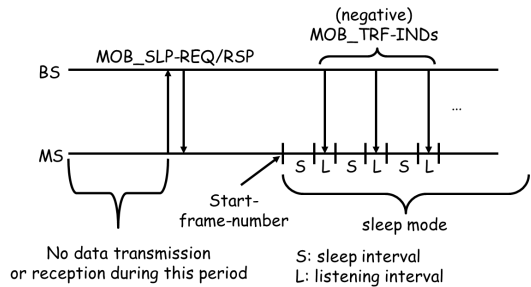 (negative)
MOB_TRF-INDs
MOB_SLP-REQ/RSP
BS
...
MS
S L S L S L
Start-
frame-number
sleep mode
No data transmission
or reception during this period
S: sleep interval
L: listening interval